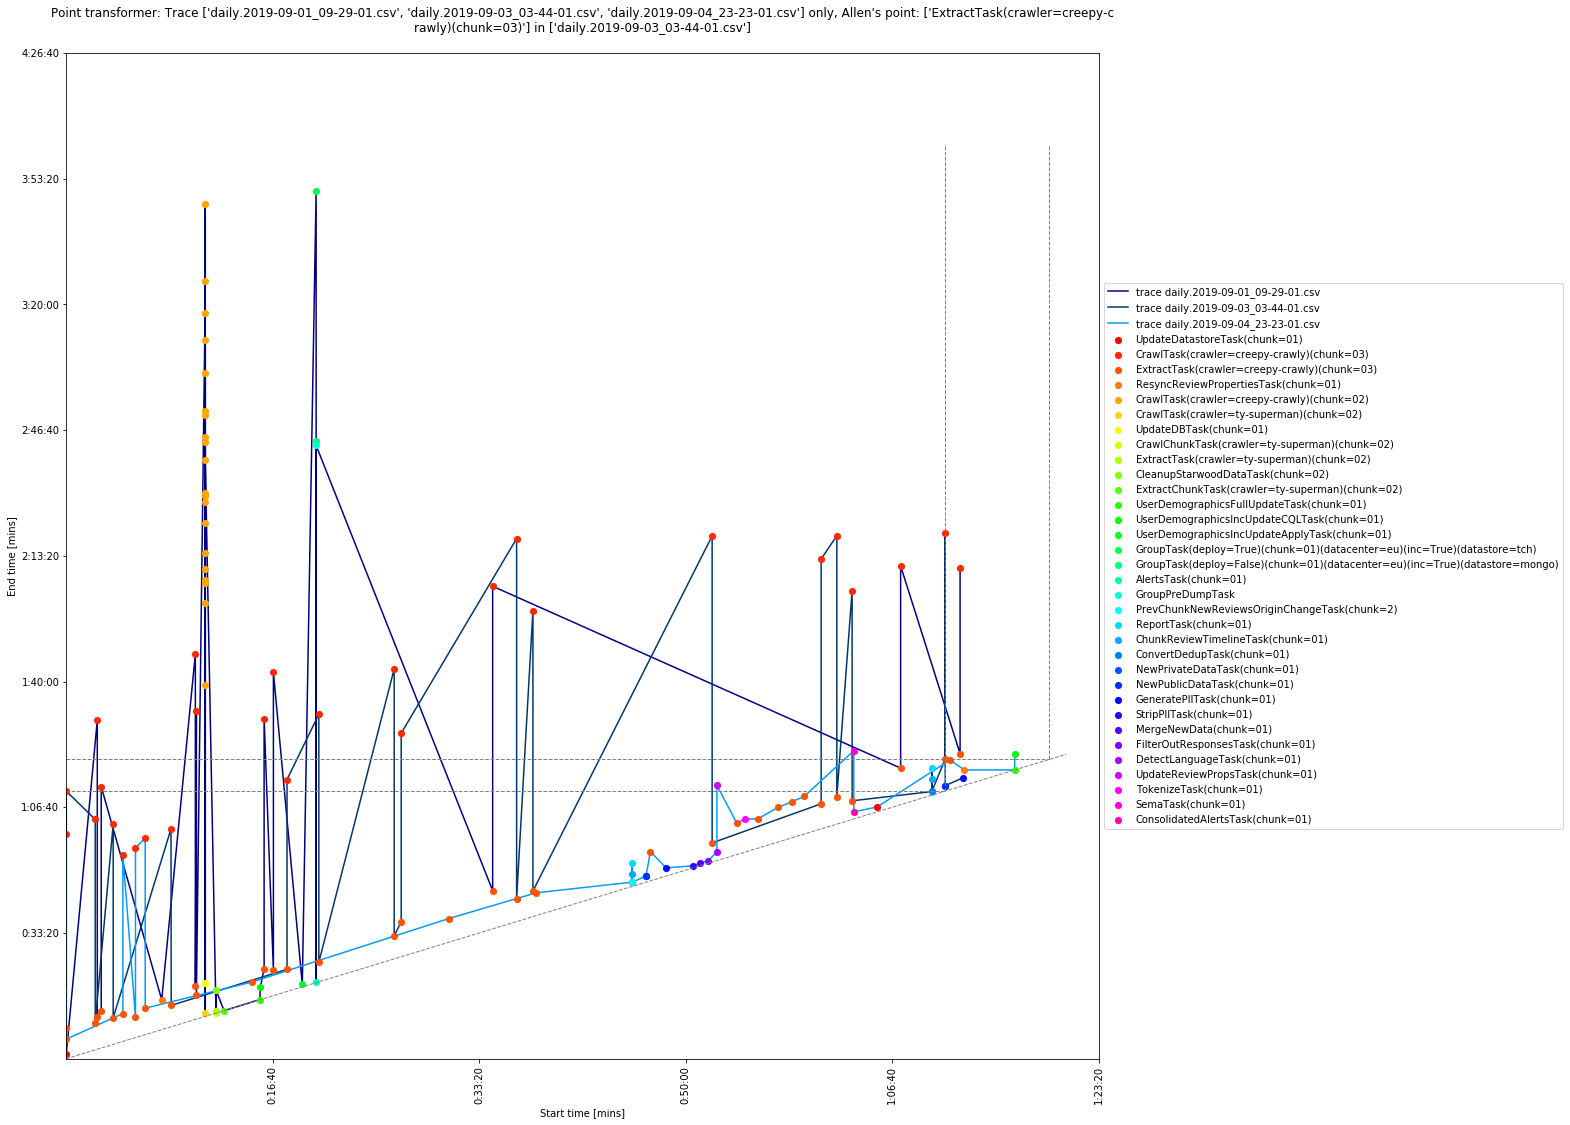 Point transformer: Trace ['daily.2019-09-01_09-29-01.csv', 'daily.2019-09-03_03-44-01.csv', 'daily.2019-09-04_23-23-01.csv'] only, Allen's point: ['ExtractTask(crawler=creepy-c
rawly)(chunk=03)'] in ['daily.2019-09-03_03-44-01.csv']
4:26:40
3:53:20
3:20:00
2:46:40
2:13:20
1:40:00
1:06:40
0:33:20
End time [mins]
0:16:40
0:33:20
0:50:00
1:06:40
1:23:20
Start time [mins]
trace daily.2019-09-01_09-29-01.csv
trace daily.2019-09-03_03-44-01.csv
trace daily.2019-09-04_23-23-01.csv
UpdateDatastoreTask(chunk=01)
CrawlTask(crawler=creepy-crawly)(chunk=03)
ExtractTask(crawler=creepy-crawly)(chunk=03)
ResyncReviewPropertiesTask(chunk=01)
CrawlTask(crawler=creepy-crawly)(chunk=02)
CrawlTask(crawler=ty-superman)(chunk=02)
UpdateDBTask(chunk=01)
CrawlChunkTask(crawler=ty-superman)(chunk=02)
ExtractTask(crawler=ty-superman)(chunk=02)
CleanupStarwoodDataTask(chunk=02)
ExtractChunkTask(crawler=ty-superman)(chunk=02)
UserDemographicsFullUpdateTask(chunk=01)
UserDemographicsIncUpdateCQLTask(chunk=01)
UserDemographicsIncUpdateApplyTask(chunk=01)
GroupTask(deploy=True)(chunk=01)(datacenter=eu)(inc=True)(datastore=tch)
GroupTask(deploy=False)(chunk=01)(datacenter=eu)(inc=True)(datastore=mongo)
AlertsTask(chunk=01)
GroupPreDumpTask
PrevChunkNewReviewsOriginChangeTask(chunk=2)
ReportTask(chunk=01)
ChunkReviewTimelineTask(chunk=01)
ConvertDedupTask(chunk=01)
NewPrivateDataTask(chunk=01)
NewPublicDataTask(chunk=01)
GeneratePIITask(chunk=01)
StripPIITask(chunk=01)
MergeNewData(chunk=01)
FilterOutResponsesTask(chunk=01)
DetectLanguageTask(chunk=01)
UpdateReviewPropsTask(chunk=01)
TokenizeTask(chunk=01)
SemaTask(chunk=01)
ConsolidatedAlertsTask(chunk=01)